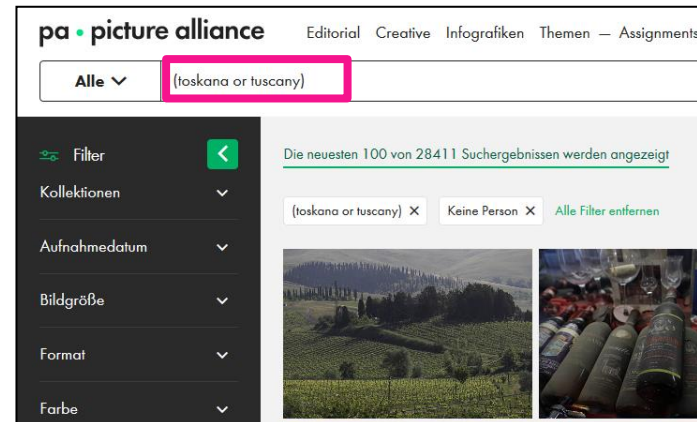 pa • picture alliance
Editorial Creative Infografiken Themen — Assignments
Alle
(toskana or tuscany)
Filter
Die neuesten 100 von 28411 Suchergebnissen werden angezeigt
Kollektionen
(toskana or tuscany) X Keine Person X Alle Filter entfernen
Aufnahmedatum
Bildgröße
Format
Farbe